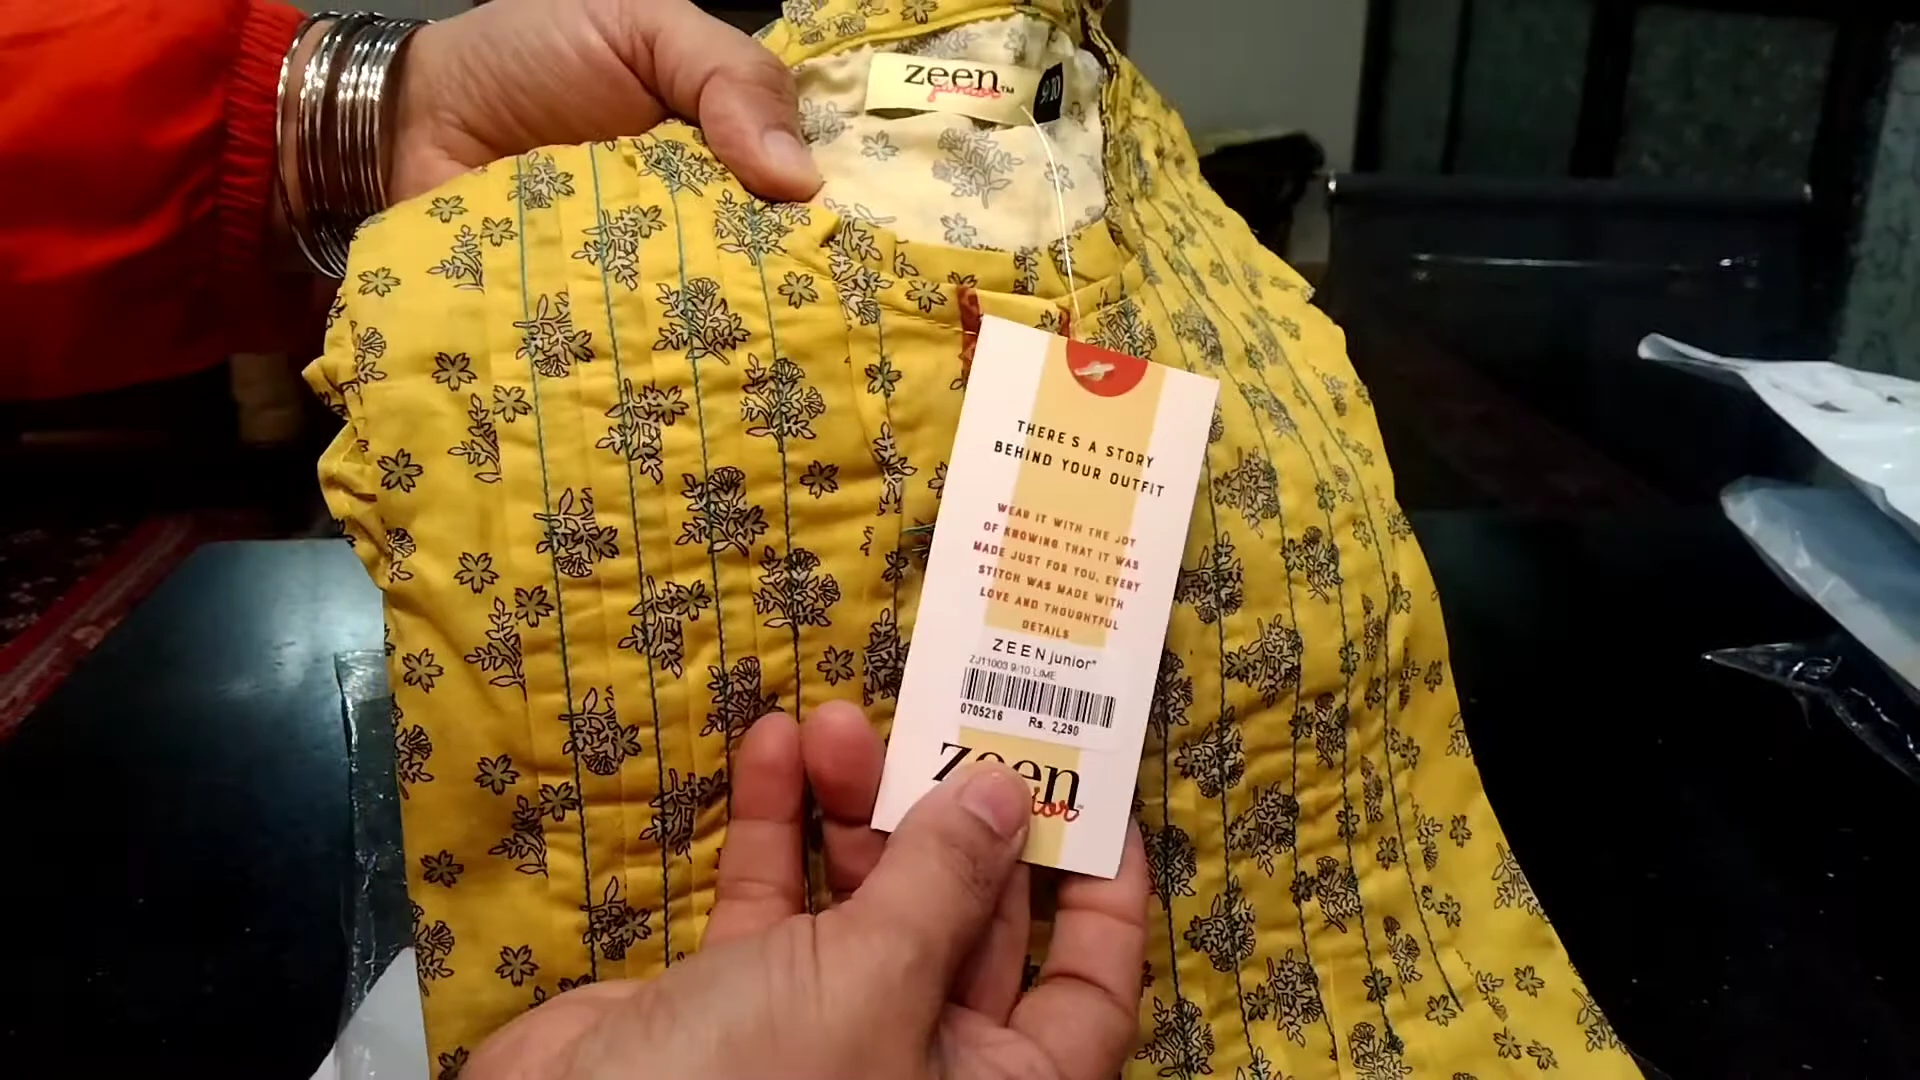 zeen™
junior
9/10
THERE'S A STORY
BEHIND YOUR OUTFIT
WEAR IT WITH THE JOY
OF KNOWING THAT IT WAS
MADE JUST FOR YOU, EVERY
STITCH WAS MADE WITH
LOVE AND THOUGHTFUL
DETAILS
ZEEN junior*
ZJ11003 9/10 LIME
0705216 Rs. 2,290
zeen